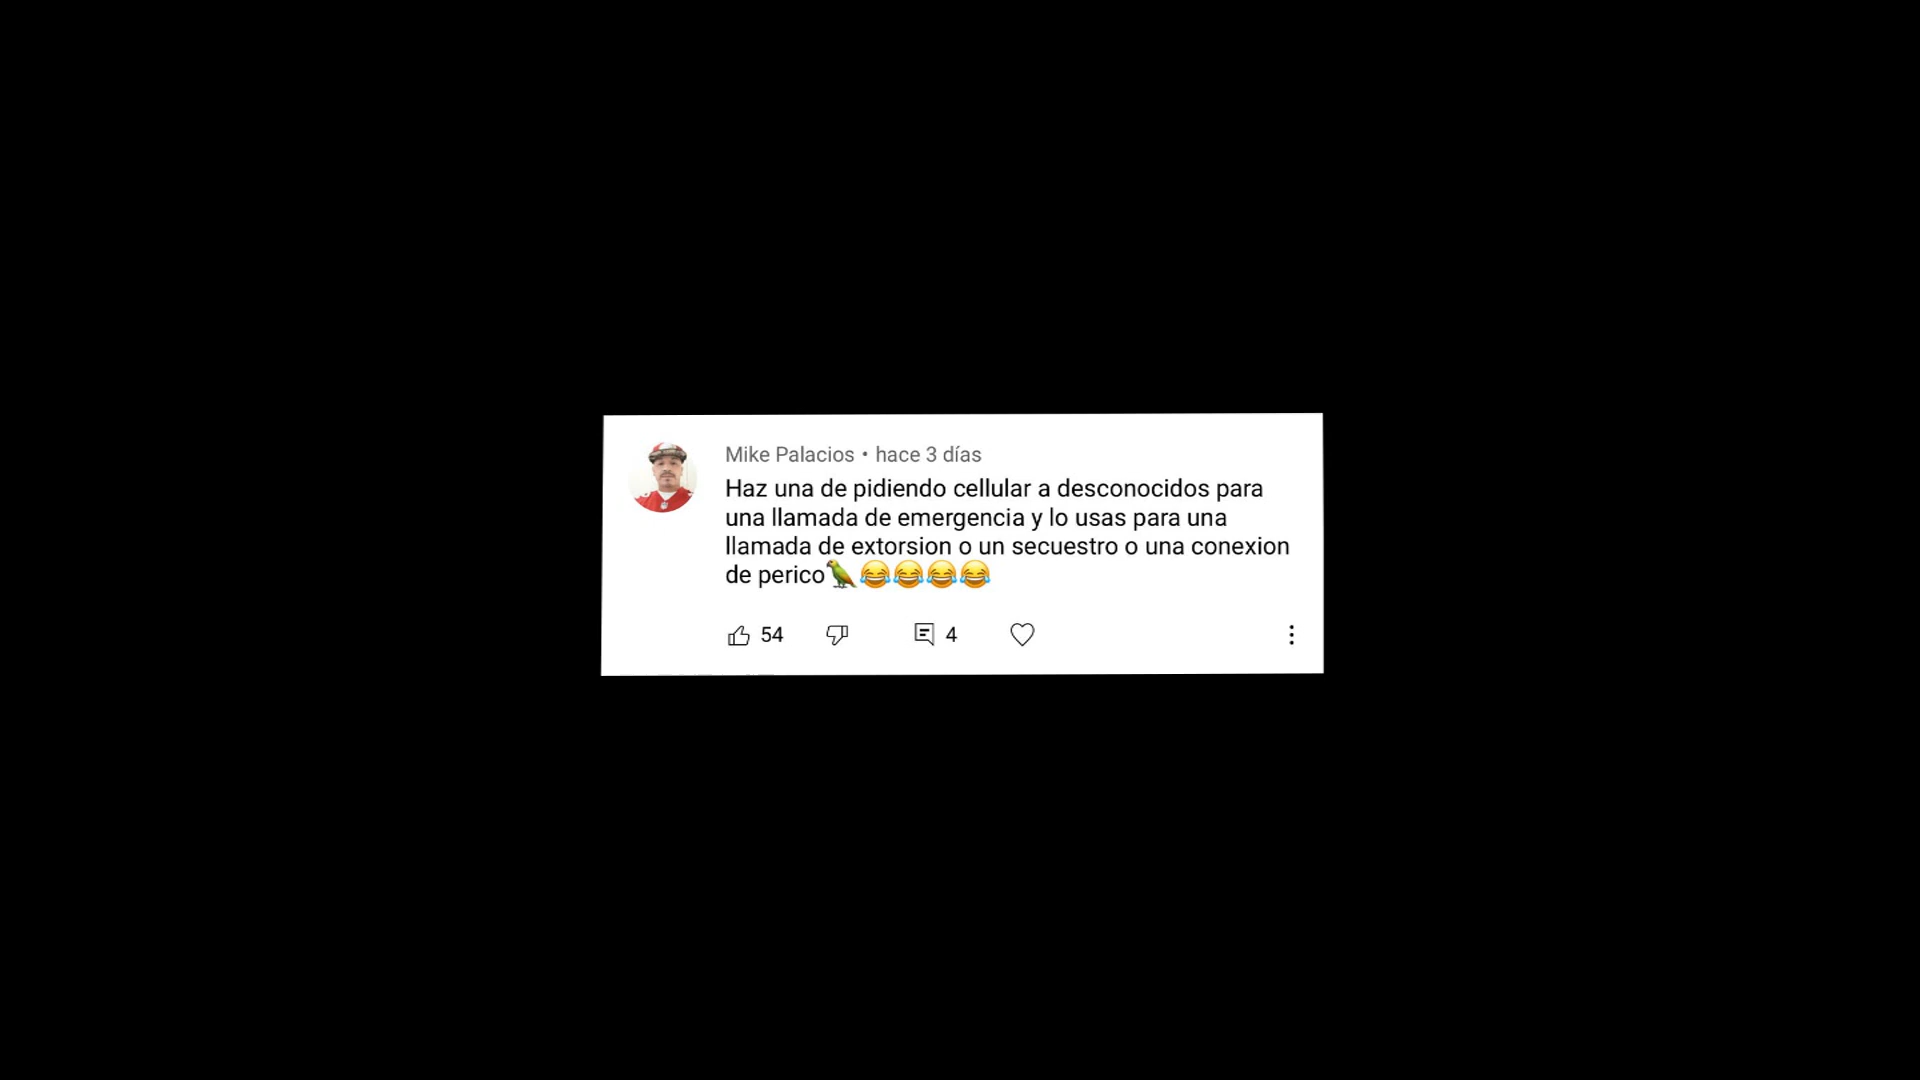 Mike Palacios • hace 3 días
Haz una de pidiendo cellular a desconocidos para
una llamada de emergencia y lo usas para una
llamada de extorsion o un secuestro o una conexion
de perico🦜😂😂😂😂
54 4